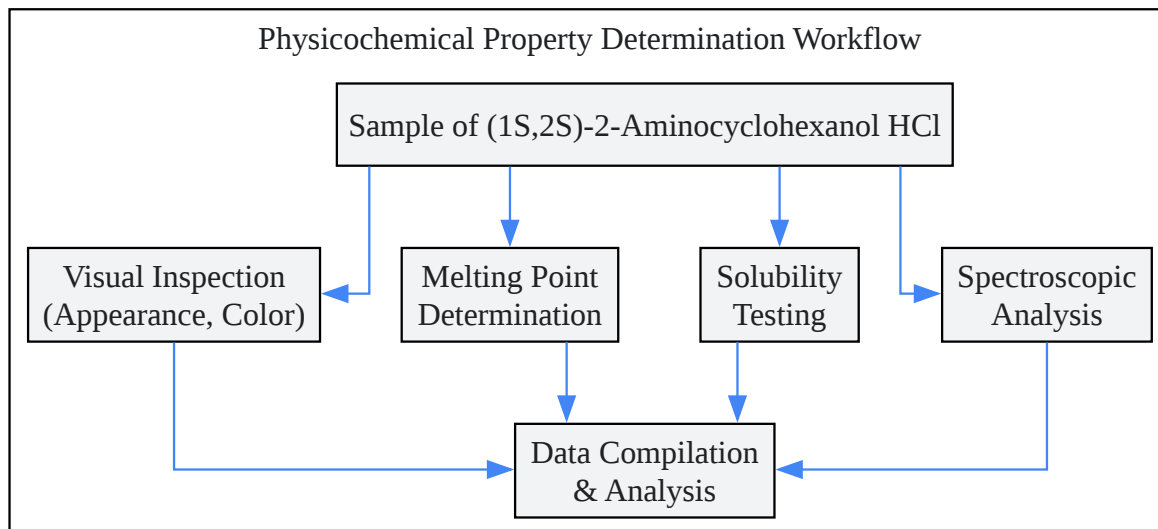 Physicochemical Property Determination Workflow
Sample of (1S,2S)-2-Aminocyclohexanol HCl
Visual Inspection
(Appearance, Color)
Melting Point
Determination
Solubility
Testing
Spectroscopic
Analysis
Data Compilation
& Analysis